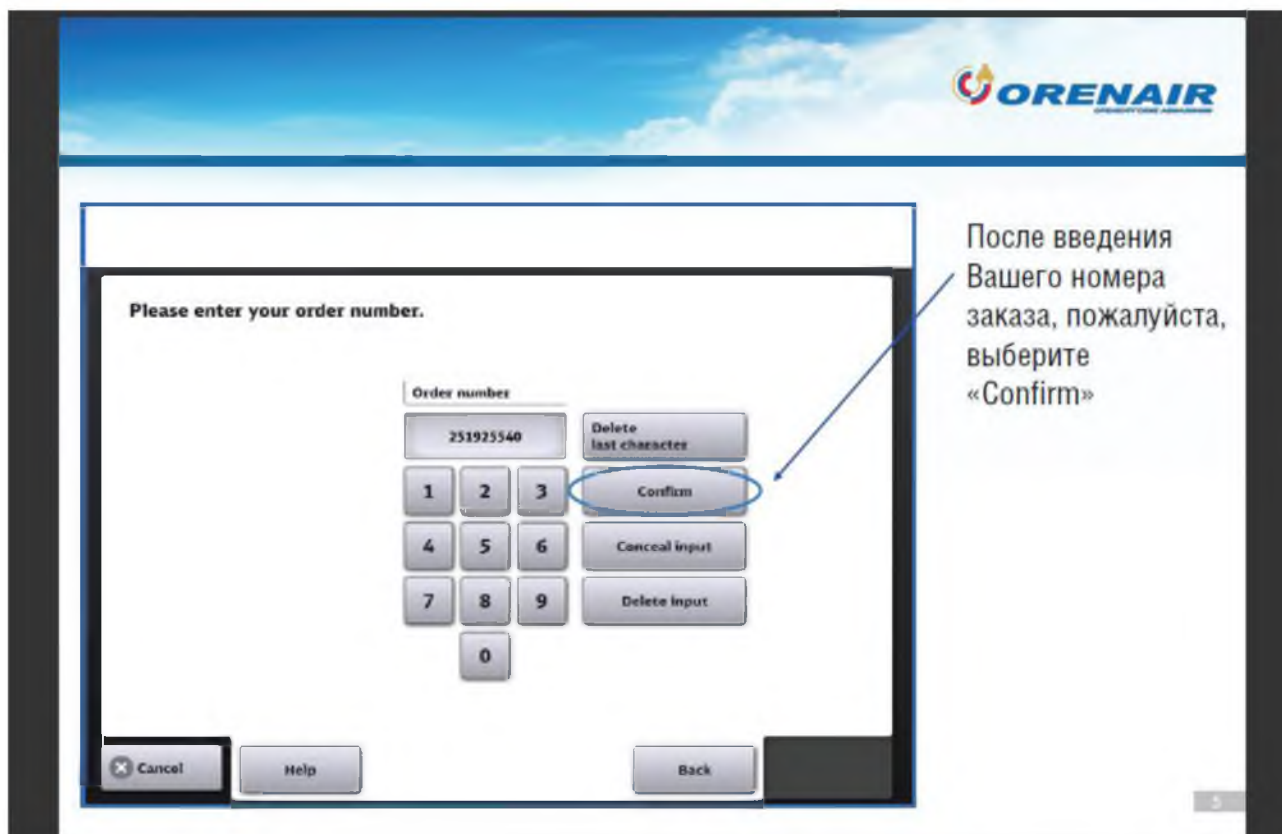 ORENAIR
После введения
Вашего номера
заказа, пожалуйста,
выберите
«Confirm»
Please enter your order number.
Order number
251925540
Delete
last character
1 2 3 Confirm
4 5 6 Conceal input
7 8 9 Delete input
0
Cancel Help Back
5